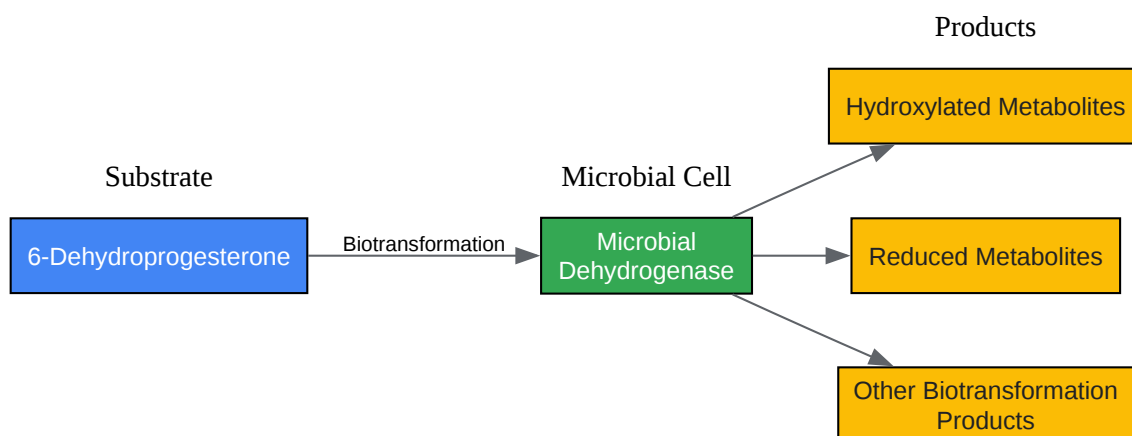 Products
Hydroxylated Metabolites
Substrate
Microbial Cell
6-Dehydroprogesterone
Biotransformation
Microbial
Dehydrogenase
Reduced Metabolites
Other Biotransformation
Products